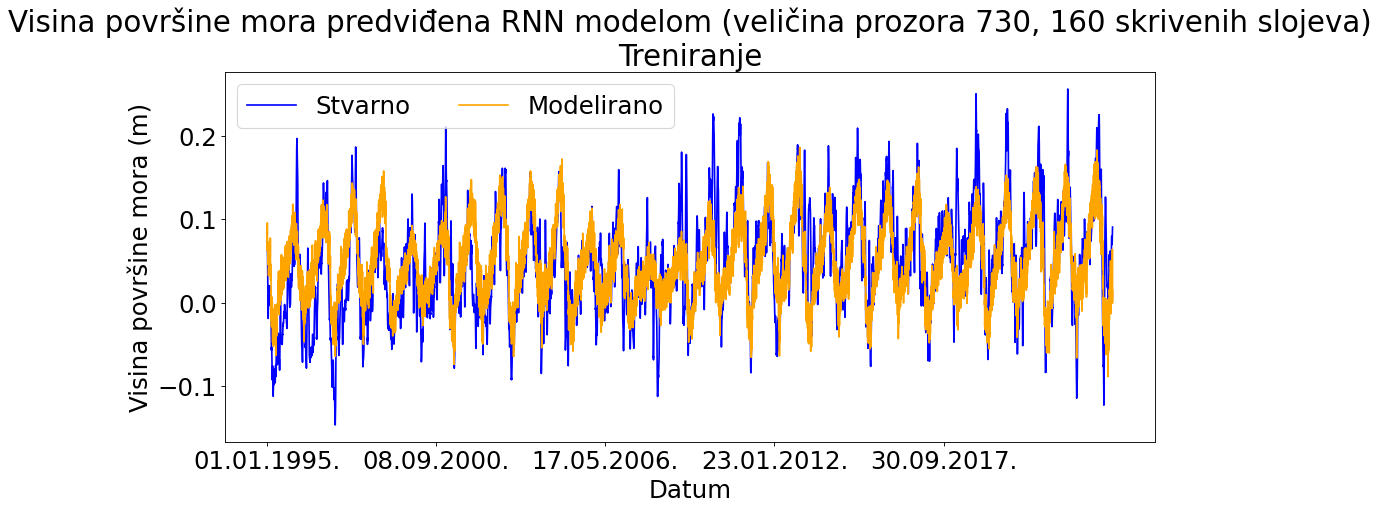 Visina površine mora predviđena RNN modelom (veličina prozora 730, 160 skrivenih slojeva)
Treniranje
Stvarno Modelirano
Visina površine mora (m)
0.2
0.1
0.0
−0.1
01.01.1995. 08.09.2000. 17.05.2006. 23.01.2012. 30.09.2017.
Datum